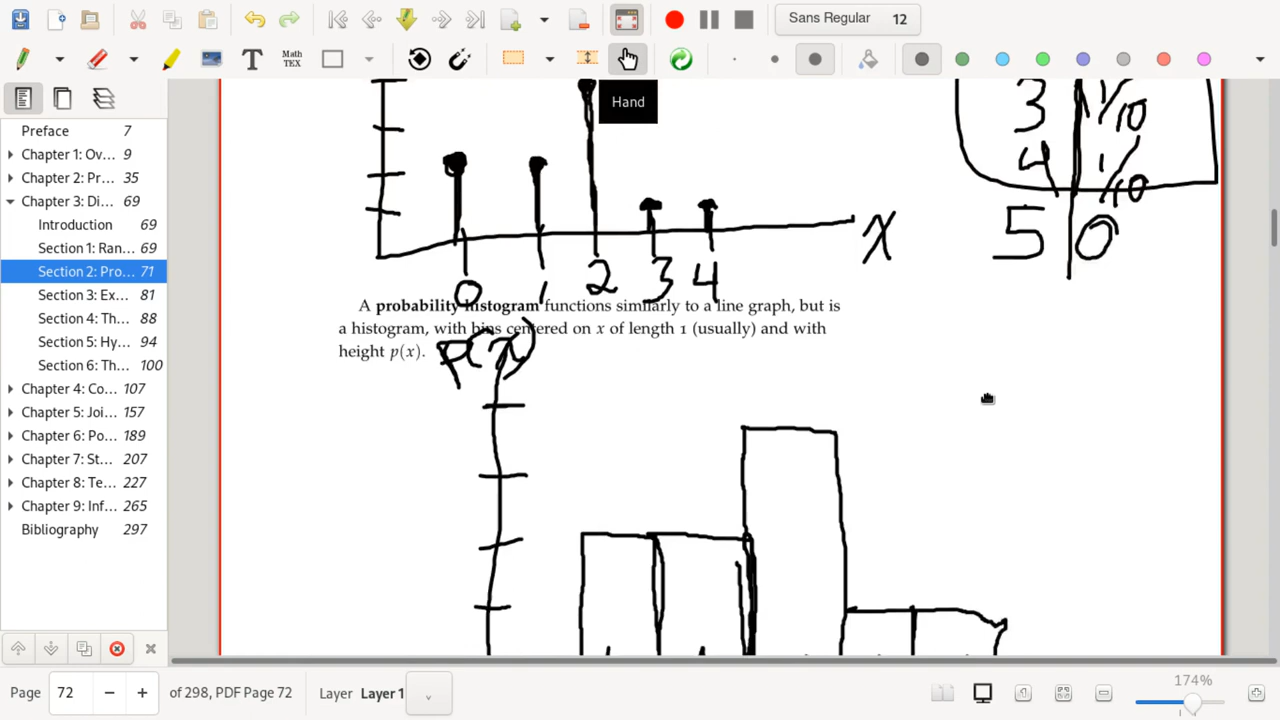 Sans Regular 12
Math
TEX
Hand
Preface 7
Chapter 1: Ov... 9
Chapter 2: Pr... 35
Chapter 3: Di... 69
Introduction 69
Section 1: Ran... 69
Section 2: Pro... 71
Section 3: Ex... 81
Section 4: Th... 88
Section 5: Hy... 94
Section 6: Th... 100
Chapter 4: Co... 107
Chapter 5: Joi... 157
Chapter 6: Po... 189
Chapter 7: St... 207
Chapter 8: Te... 227
Chapter 9: Inf... 265
Bibliography 297
3 1/10
4 1/10
5 0
x
0 1 2 3 4
A probability histogram functions similarly to a line graph, but is
a histogram, with bins centered on x of length 1 (usually) and with
height p(x).
p(x)
Page 72 of 298, PDF Page 72 Layer Layer 1 174%